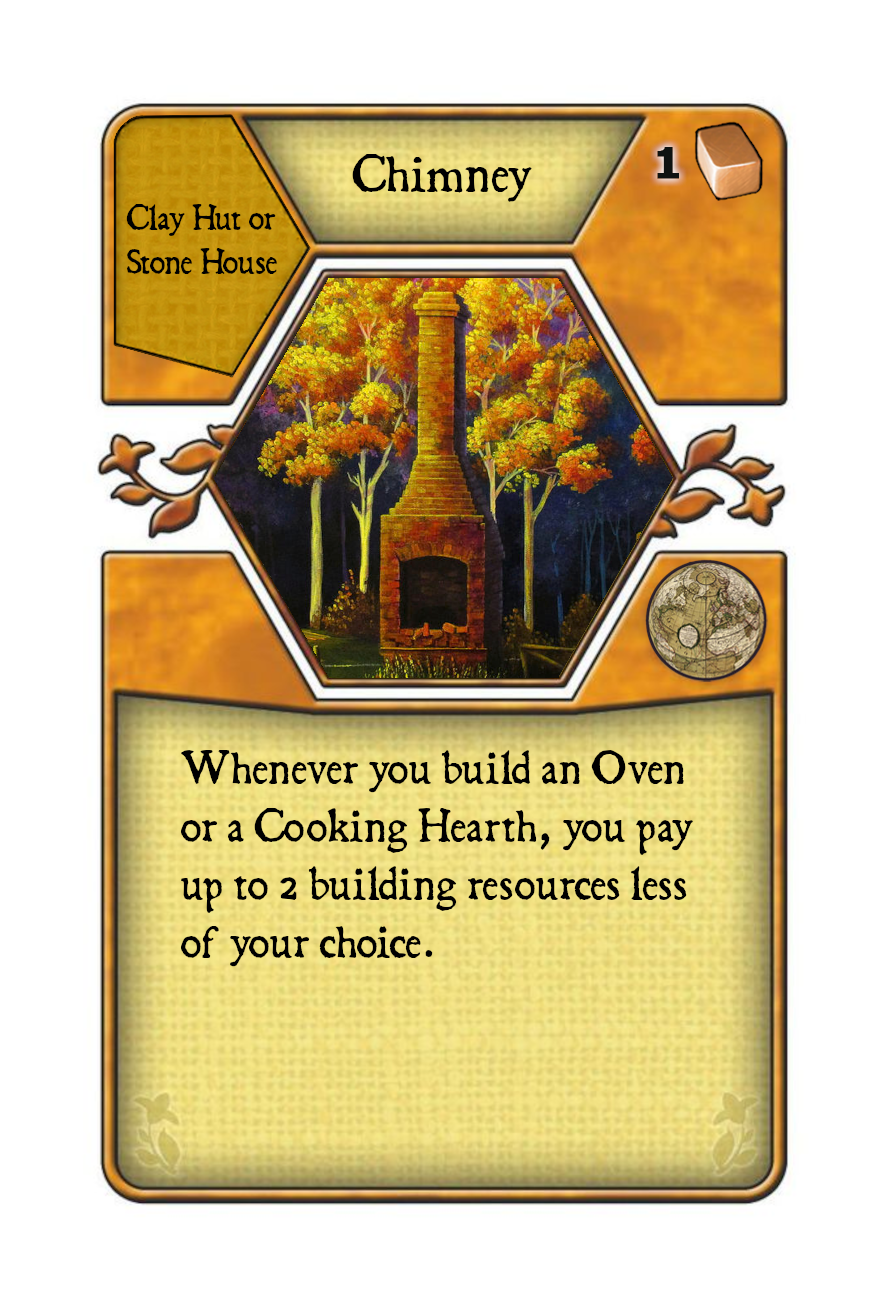 Chimney
1
Clay Hut or
Stone House
Whenever you build an Oven
or a Cooking Hearth, you pay
up to 2 building resources less
of your choice.